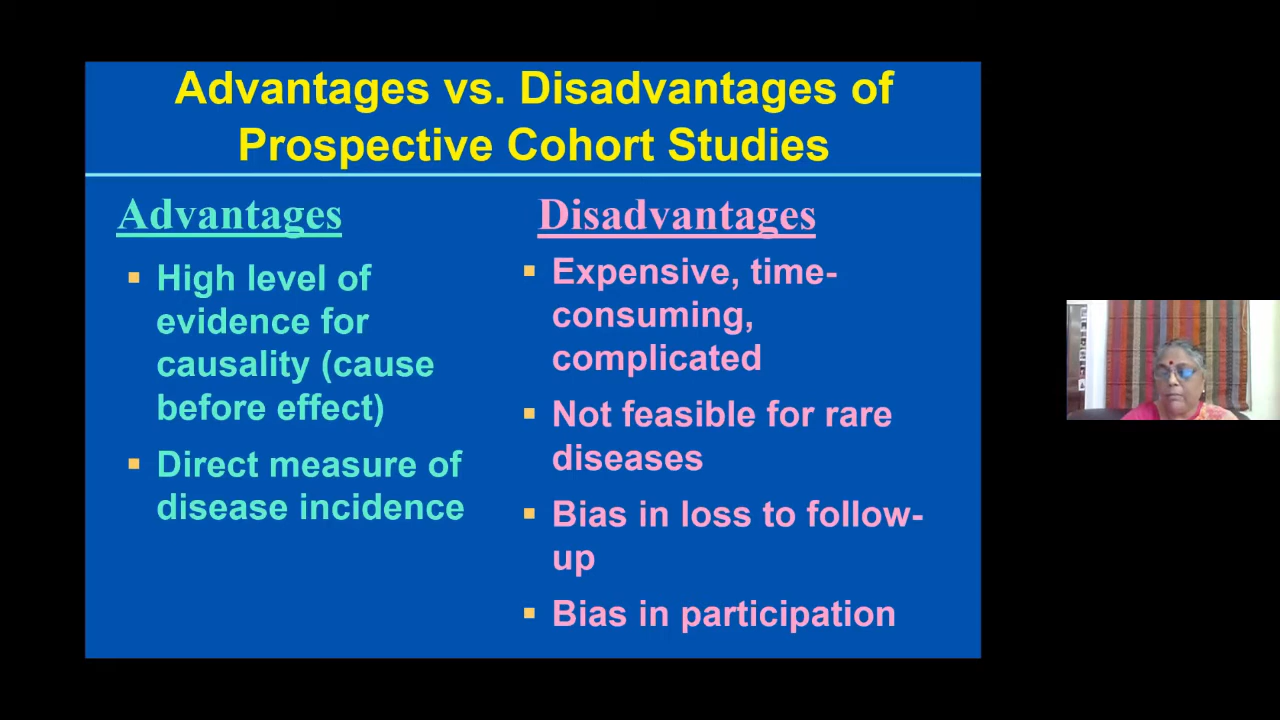 Advantages vs. Disadvantages of
Prospective Cohort Studies
Advantages
High level of
evidence for
causality (cause
before effect)
Direct measure of
disease incidence
Disadvantages
Expensive, time-
consuming,
complicated
Not feasible for rare
diseases
Bias in loss to follow-
up
Bias in participation